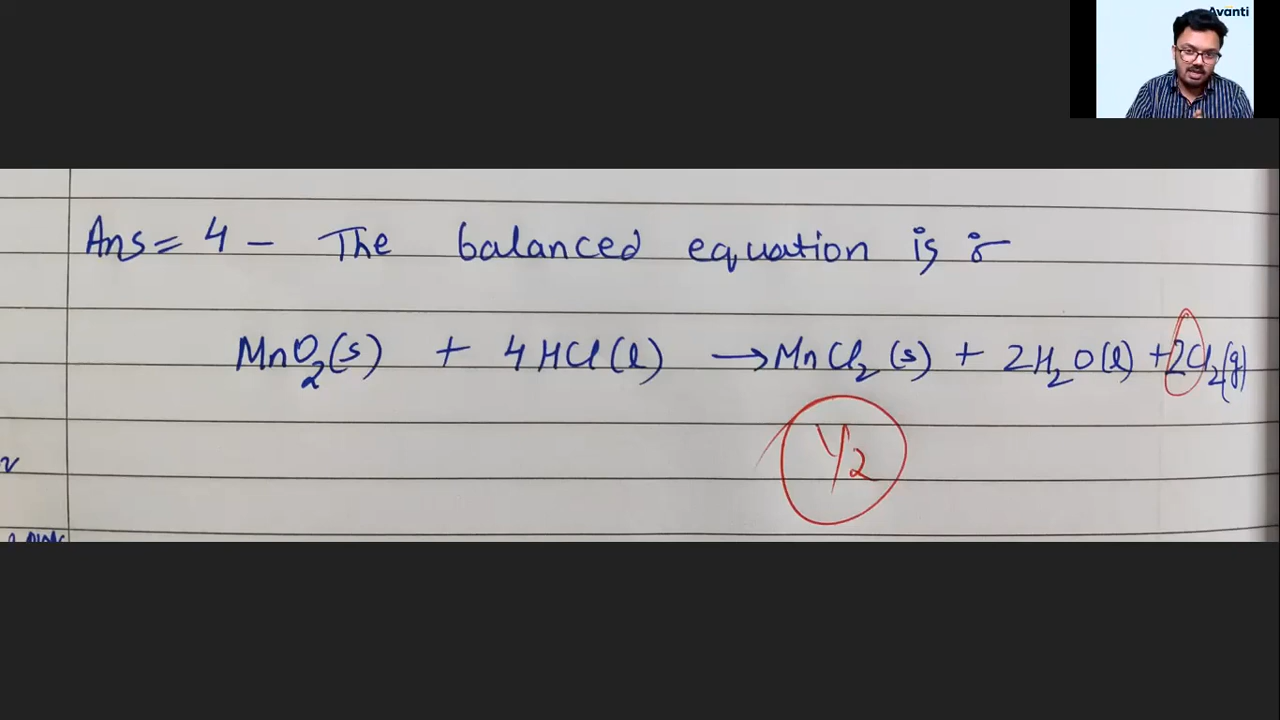 Avanti
Ans = 4 - The balanced equation is :-
MnO₂(s) + 4HCl(l) → MnCl₂(s) + 2H₂O(l) + 2Cl₂(g)
1/2